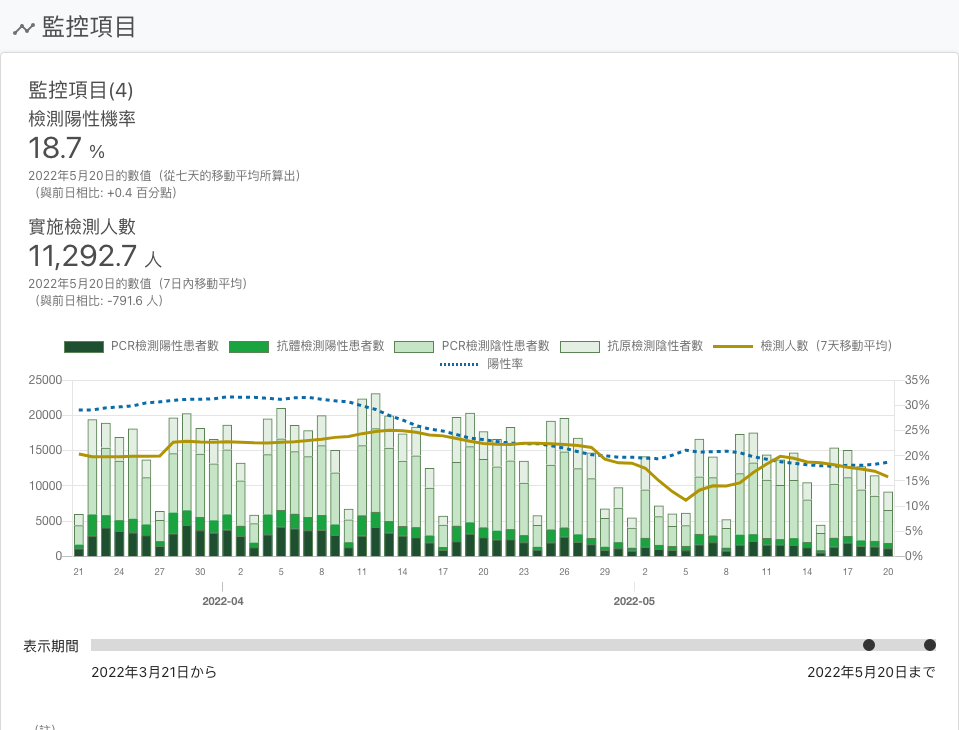 監控項目
監控項目(4)
檢測陽性機率
18.7 %
2022年5月20日的數值（從七天的移動平均所算出）
（與前日相比: +0.4 百分點）
實施檢測人數
11,292.7 人
2022年5月20日的數值（7日內移動平均）
（與前日相比: -791.6 人）
PCR檢測陽性患者數 抗體檢測陽性患者數 PCR檢測陰性患者數 抗原檢測陰性者數 檢測人數（7天移動平均）
陽性率
25000 35%
30%
20000
25%
15000
20%
10000 15%
10%
5000
5%
0 0%
21 24 27 30 2 5 8 11 14 17 20 23 26 29 2 5 8 11 14 17 20
2022-04 2022-05
表示期間
2022年3月21日から 2022年5月20日まで